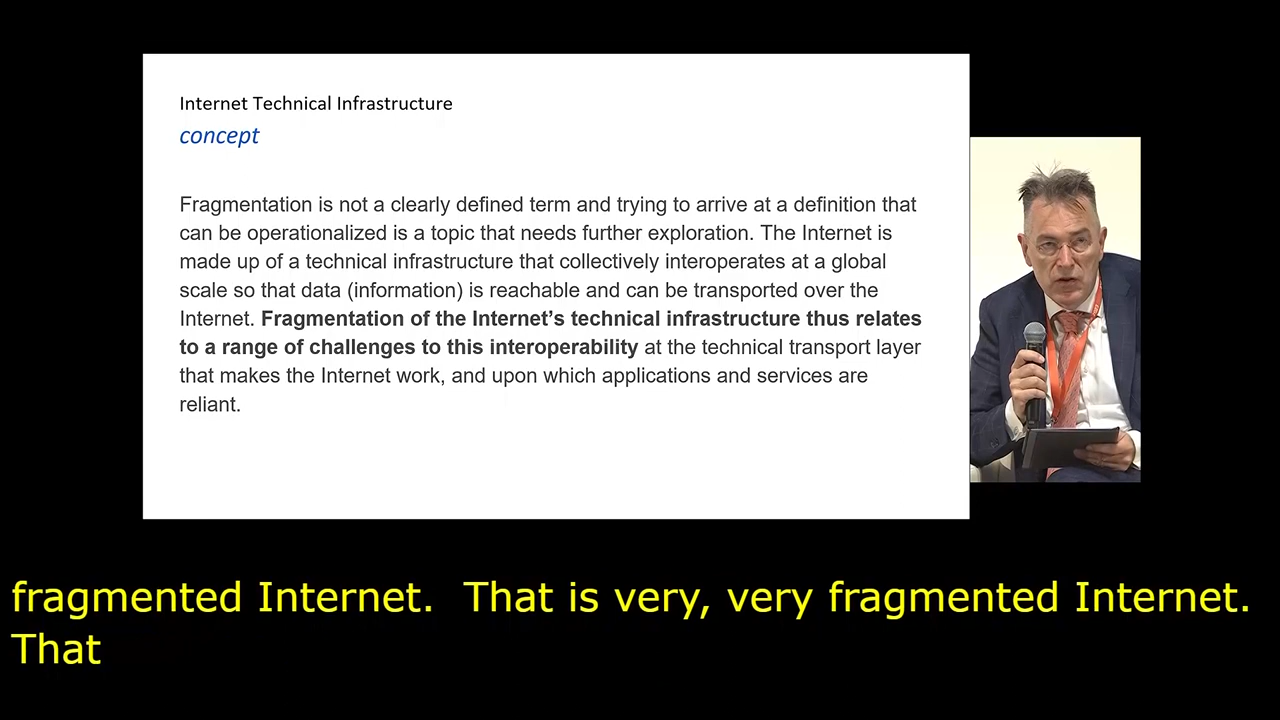 Internet Technical Infrastructure
concept
Fragmentation is not a clearly defined term and trying to arrive at a definition that
can be operationalized is a topic that needs further exploration. The Internet is
made up of a technical infrastructure that collectively interoperates at a global
scale so that data (information) is reachable and can be transported over the
Internet. Fragmentation of the Internet’s technical infrastructure thus relates
to a range of challenges to this interoperability at the technical transport layer
that makes the Internet work, and upon which applications and services are
reliant.
fragmented Internet.  That is very, very fragmented Internet.
That